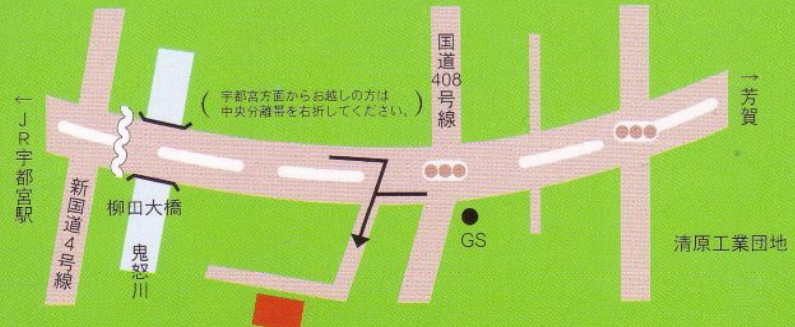 国道408号線
(宇都宮方面からお越しの方は
中央分離帯を右折してください。)
→芳賀
←JR宇都宮駅
新国道4号線
柳田大橋
鬼怒川
GS
清原工業団地